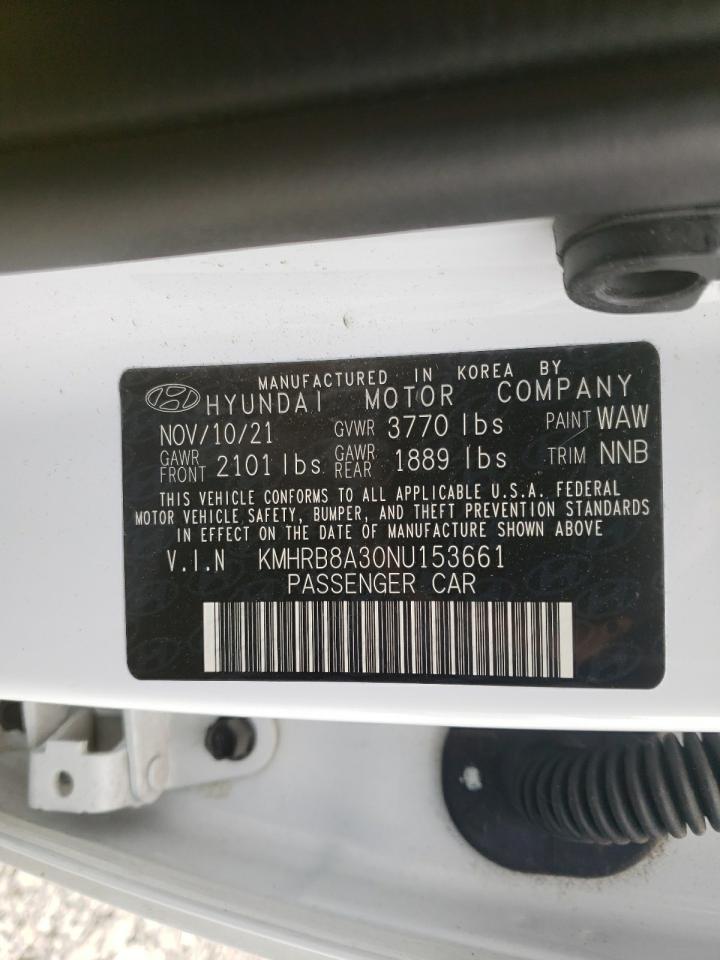 MANUFACTURED IN KOREA BY
HYUNDAI MOTOR COMPANY
NOV/10/21 GVWR 3770 lbs PAINT WAW
GAWR FRONT 2101 lbs GAWR REAR 1889 lbs TRIM NNB
THIS VEHICLE CONFORMS TO ALL APPLICABLE U.S.A. FEDERAL
MOTOR VEHICLE SAFETY, BUMPER, AND THEFT PREVENTION STANDARDS
IN EFFECT ON THE DATE OF MANUFACTURE SHOWN ABOVE
V.I.N KMHRB8A30NU153661
PASSENGER CAR